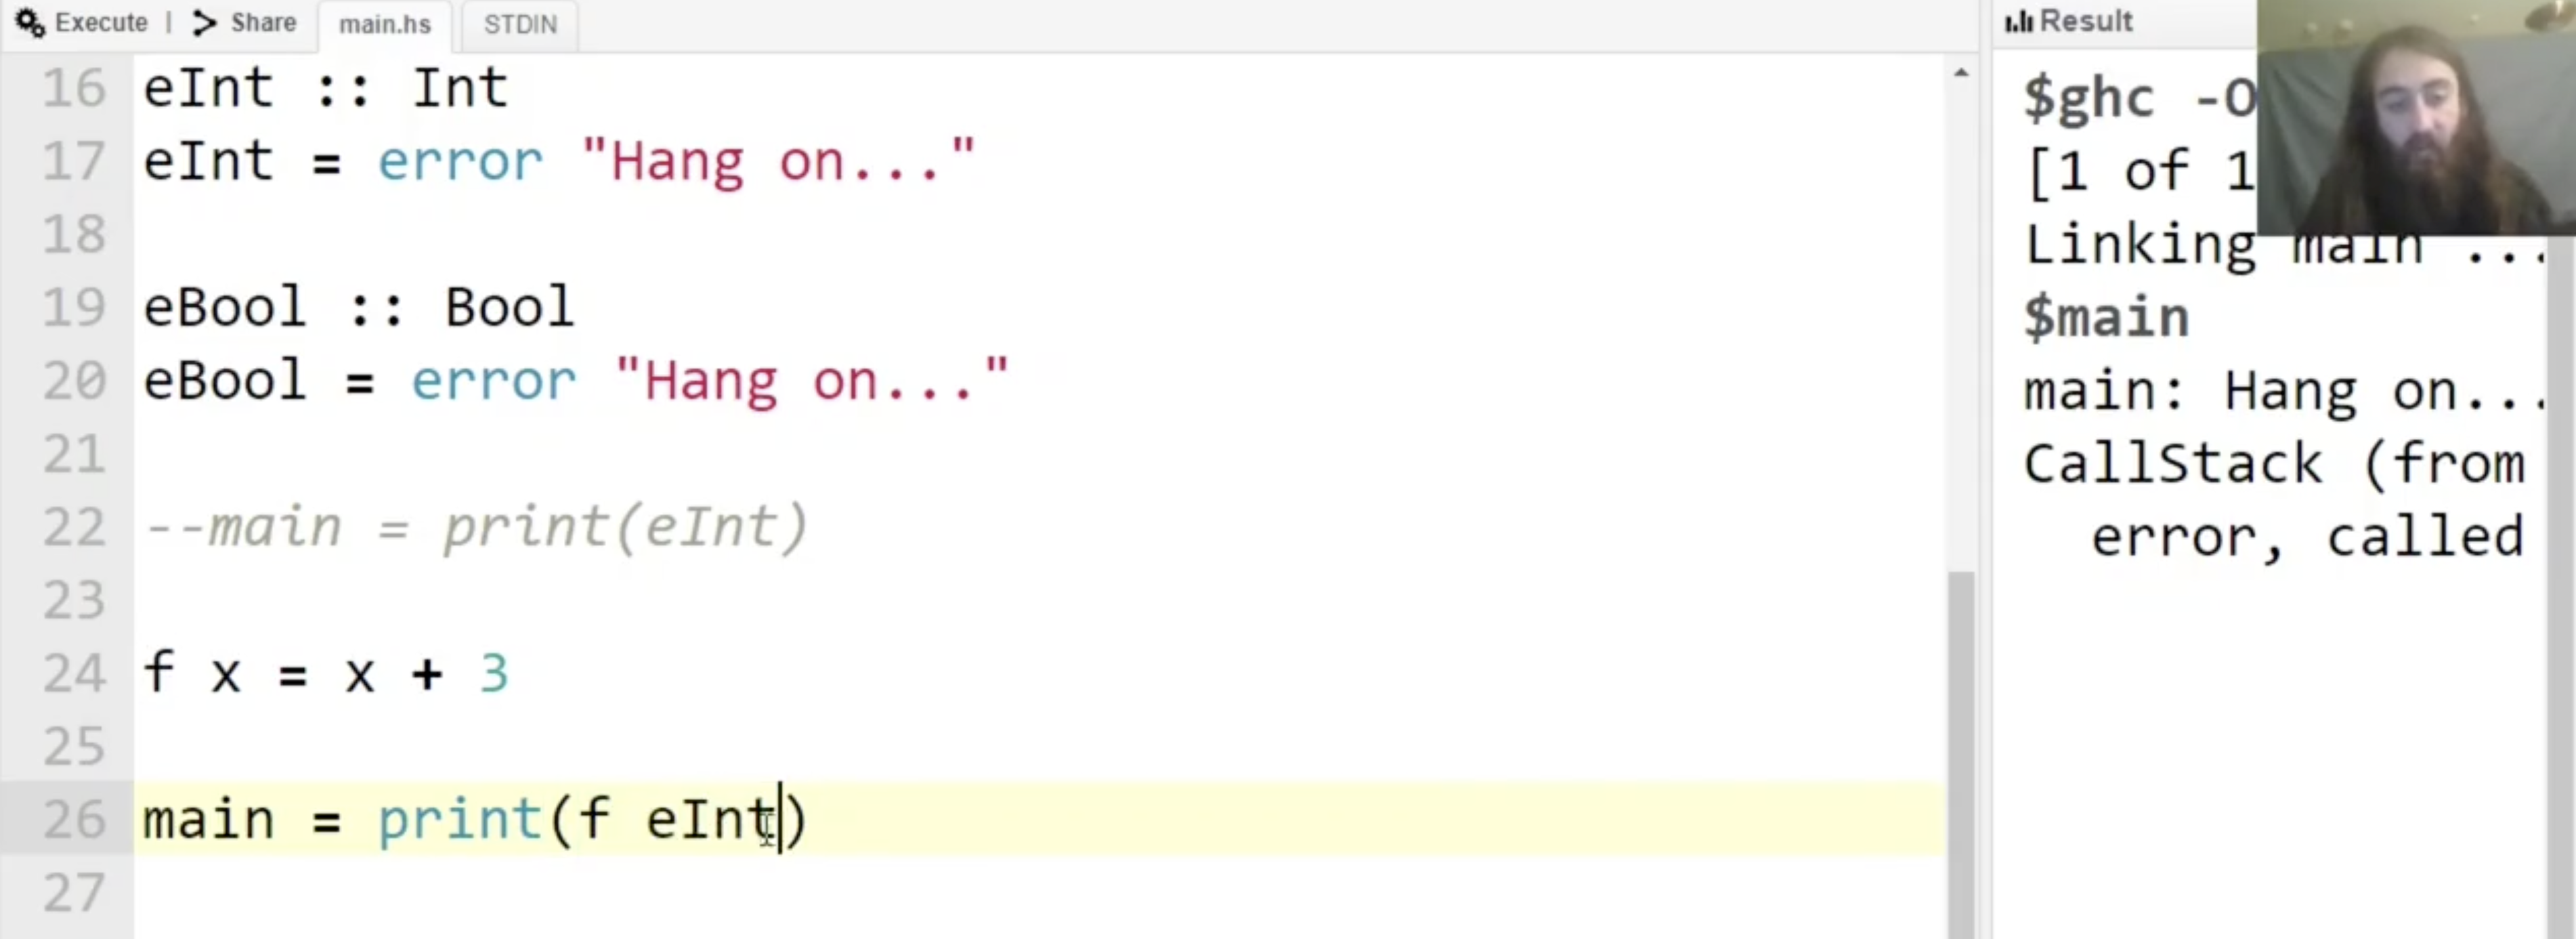 Execute | Share main.hs STDIN
16 eInt :: Int
17 eInt = error "Hang on..."
18
19 eBool :: Bool
20 eBool = error "Hang on..."
21
22 --main = print(eInt)
23
24 f x = x + 3
25
26 main = print(f eInt)
27
Result
$ghc -O
[1 of 1
Linking main ...
$main
main: Hang on...
CallStack (from
error, called